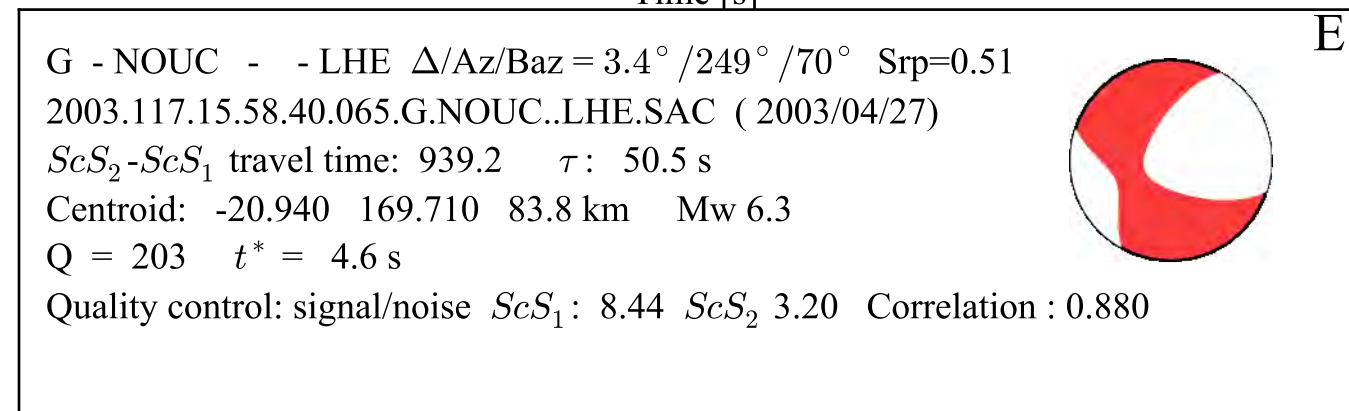 Time [s]
E
G - NOUC - - LHE Δ/Az/Baz = 3.4° /249° /70° Srp=0.51
2003.117.15.58.40.065.G.NOUC..LHE.SAC ( 2003/04/27)
ScS₂-ScS₁ travel time: 939.2 τ : 50.5 s
Centroid: -20.940 169.710 83.8 km Mw 6.3
Q = 203 t* = 4.6 s
Quality control: signal/noise ScS₁: 8.44 ScS₂ 3.20 Correlation : 0.880